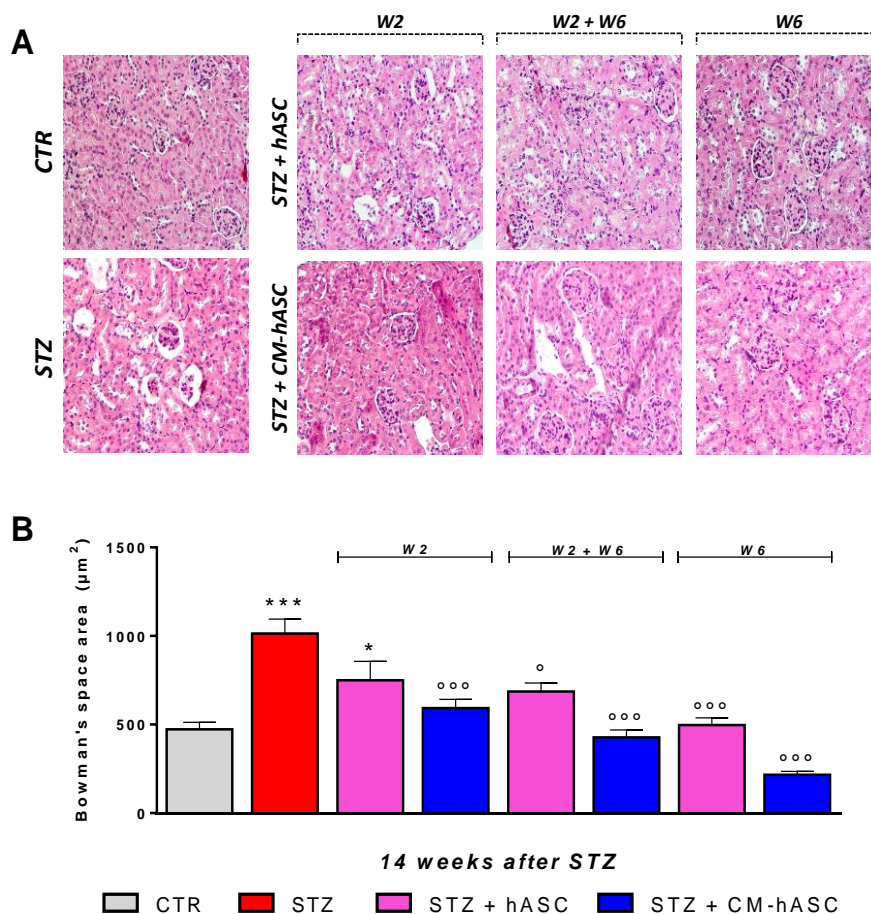 A
W2
W2 + W6
W6
CTR
STZ + hASC
STZ
STZ + CM-hASC
B
Bowman's space area (µm²)
1500
1000
500
0
W 2
W 2 + W 6
W 6
***
*
°°°
°
°°°
°°°
°°°
14 weeks after STZ
CTR STZ STZ + hASC STZ + CM-hASC